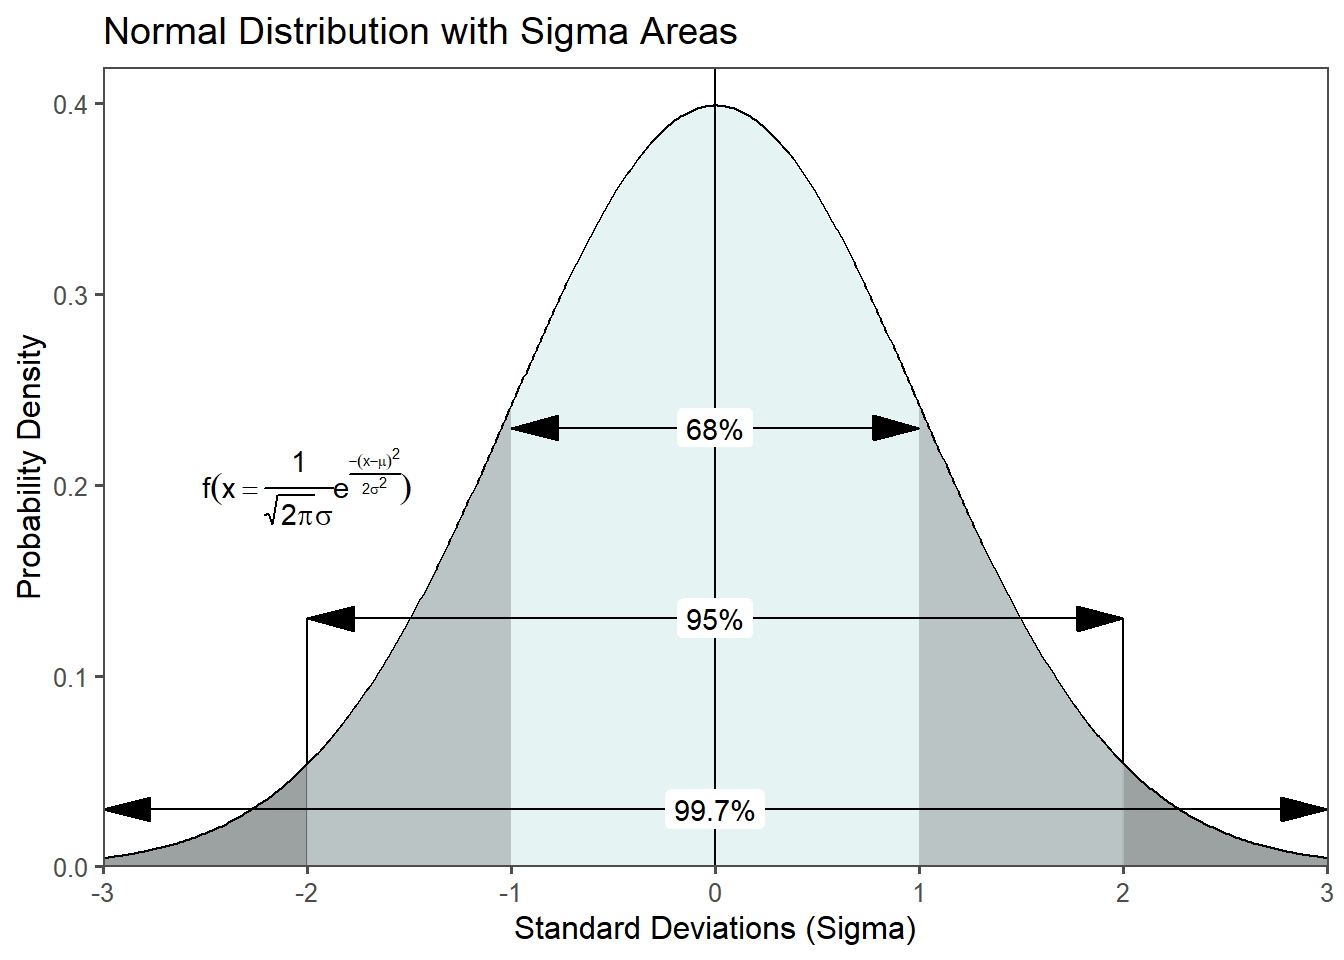 Normal Distribution with Sigma Areas
0.4
0.3
0.2
0.1
0.0
Probability Density
f(x = 1/√2πσ e^(−(x−μ)²/2σ²))
68%
95%
99.7%
-3 -2 -1 0 1 2 3
Standard Deviations (Sigma)